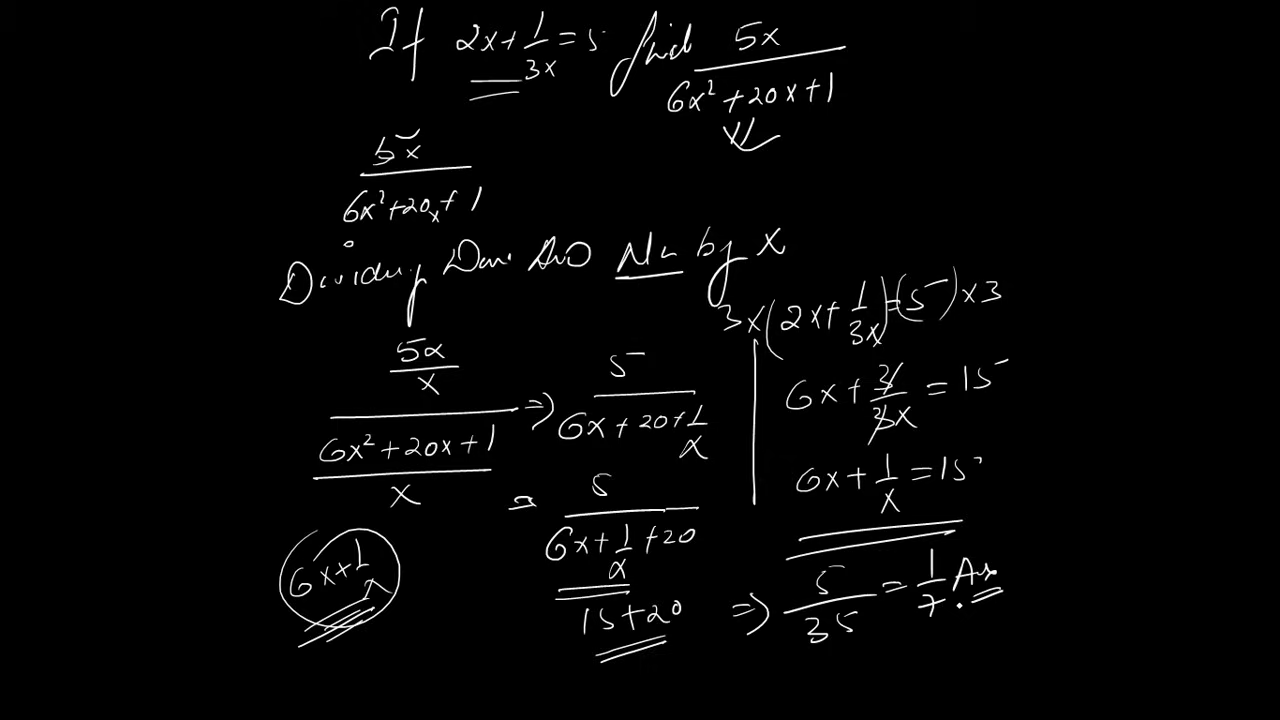 If 2x + 1/3x = 5 find 5x / 6x² + 20x + 1
5x / 6x² + 20x + 1
Dividing Den. AND Nr by x
3 x (2x + 1/3x) = (5) x 3
5x/x / 6x² + 20x + 1 / x ⇒ 5 / 6x + 20 + 1/x
6x + 3/3x = 15
⇒ 5 / 6x + 1/x + 20
6x + 1/x = 15
6x + 1/x
15 + 20 ⇒ 5/35 = 1/7 Ans